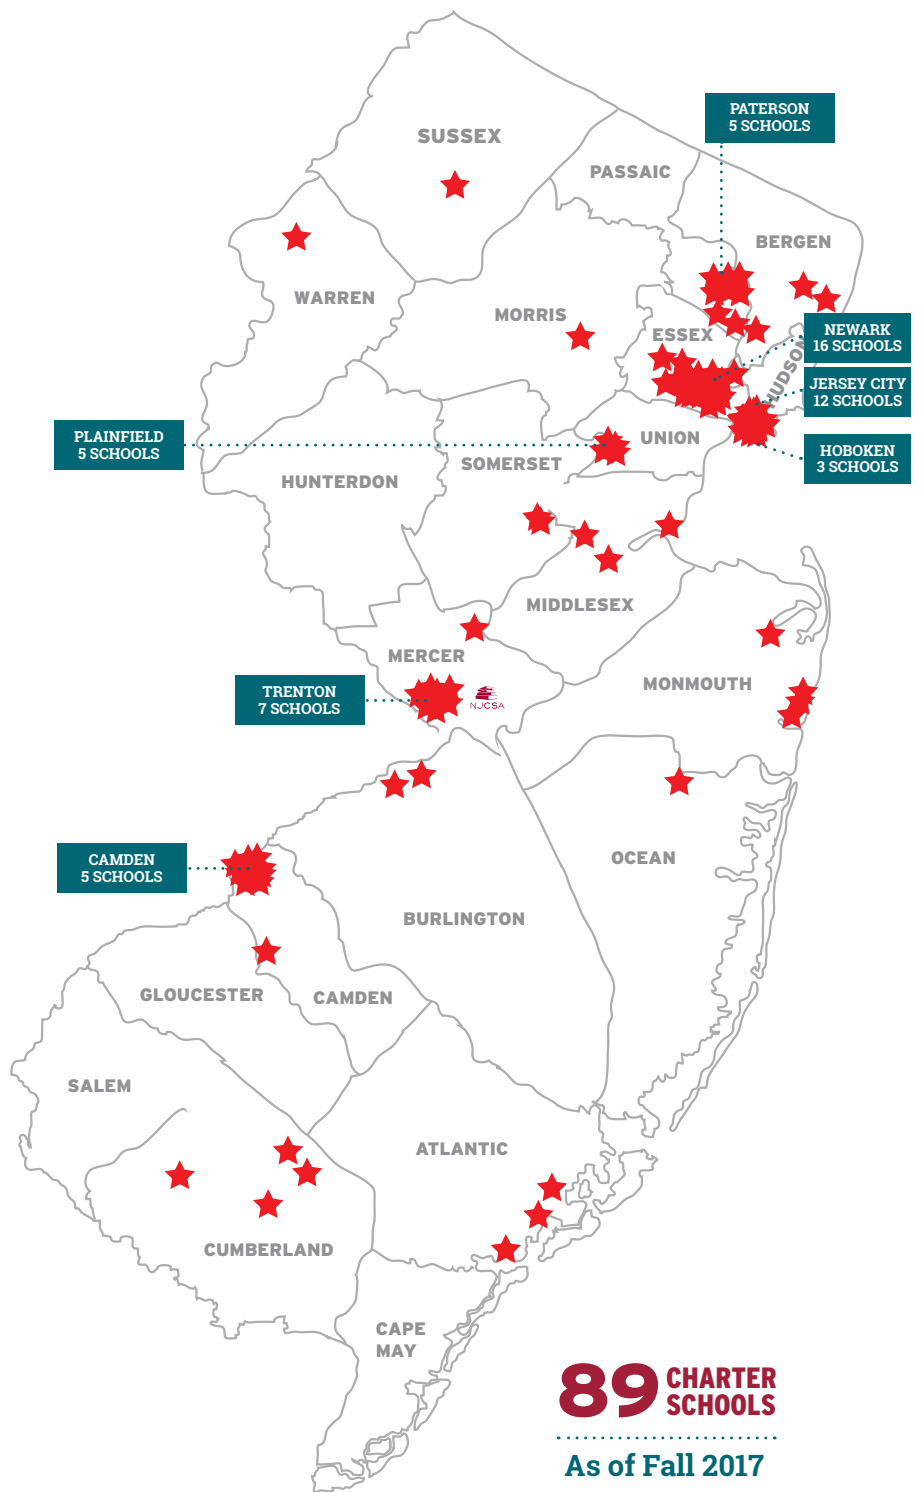 PATERSON
5 SCHOOLS
SUSSEX
PASSAIC
BERGEN
WARREN
MORRIS
ESSEX
NEWARK
16 SCHOOLS
HUDSON
JERSEY CITY
12 SCHOOLS
PLAINFIELD
5 SCHOOLS
UNION
HOBOKEN
3 SCHOOLS
SOMERSET
HUNTERDON
MIDDLESEX
MERCER
MONMOUTH
TRENTON
7 SCHOOLS
NJCSA
OCEAN
CAMDEN
5 SCHOOLS
BURLINGTON
GLOUCESTER
CAMDEN
SALEM
ATLANTIC
CUMBERLAND
CAPE
MAY
89 CHARTER
SCHOOLS
As of Fall 2017